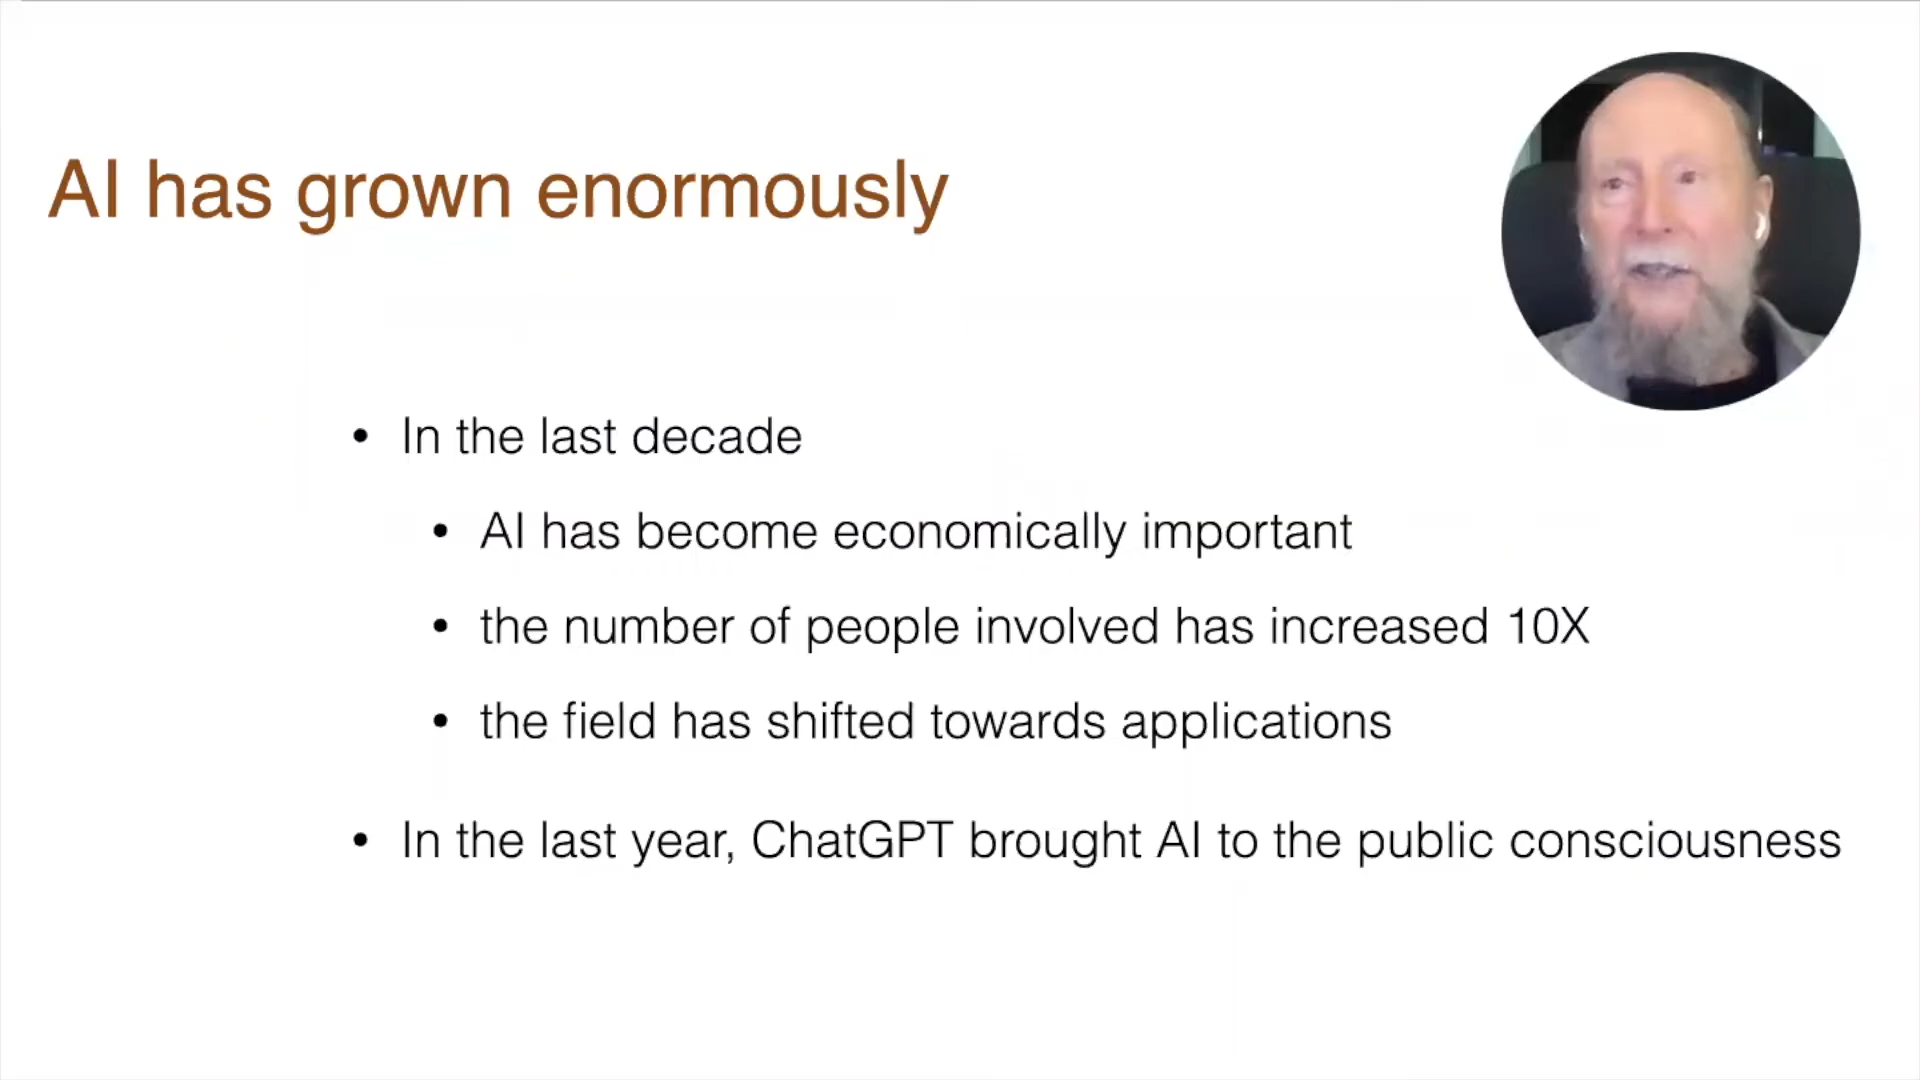 AI has grown enormously
• In the last decade
• AI has become economically important
• the number of people involved has increased 10X
• the field has shifted towards applications
• In the last year, ChatGPT brought AI to the public consciousness